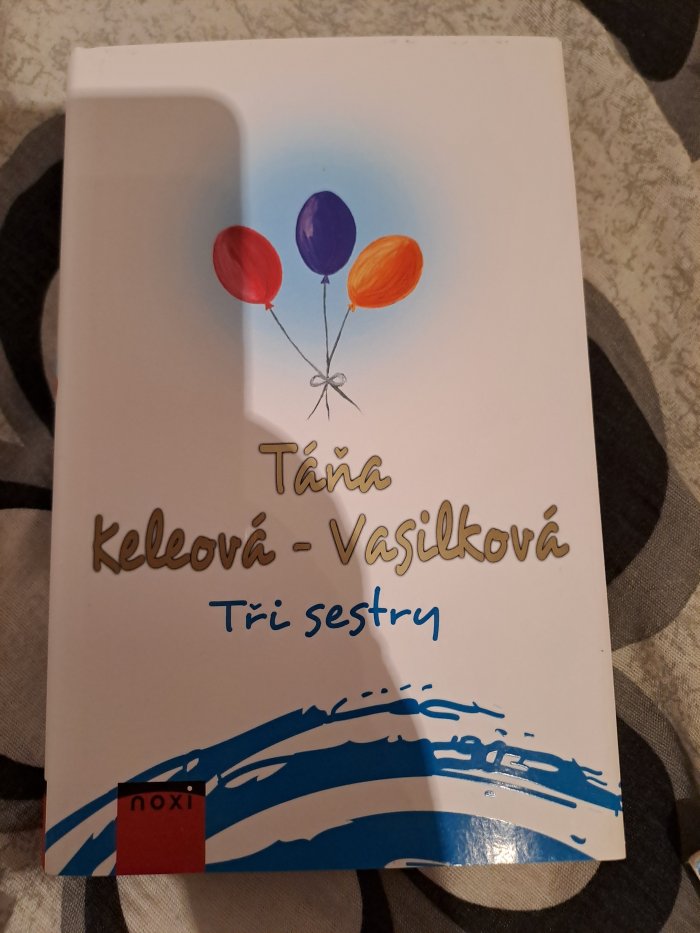 Táňa
Keleová - Vasilková
Tři sestry
noxi